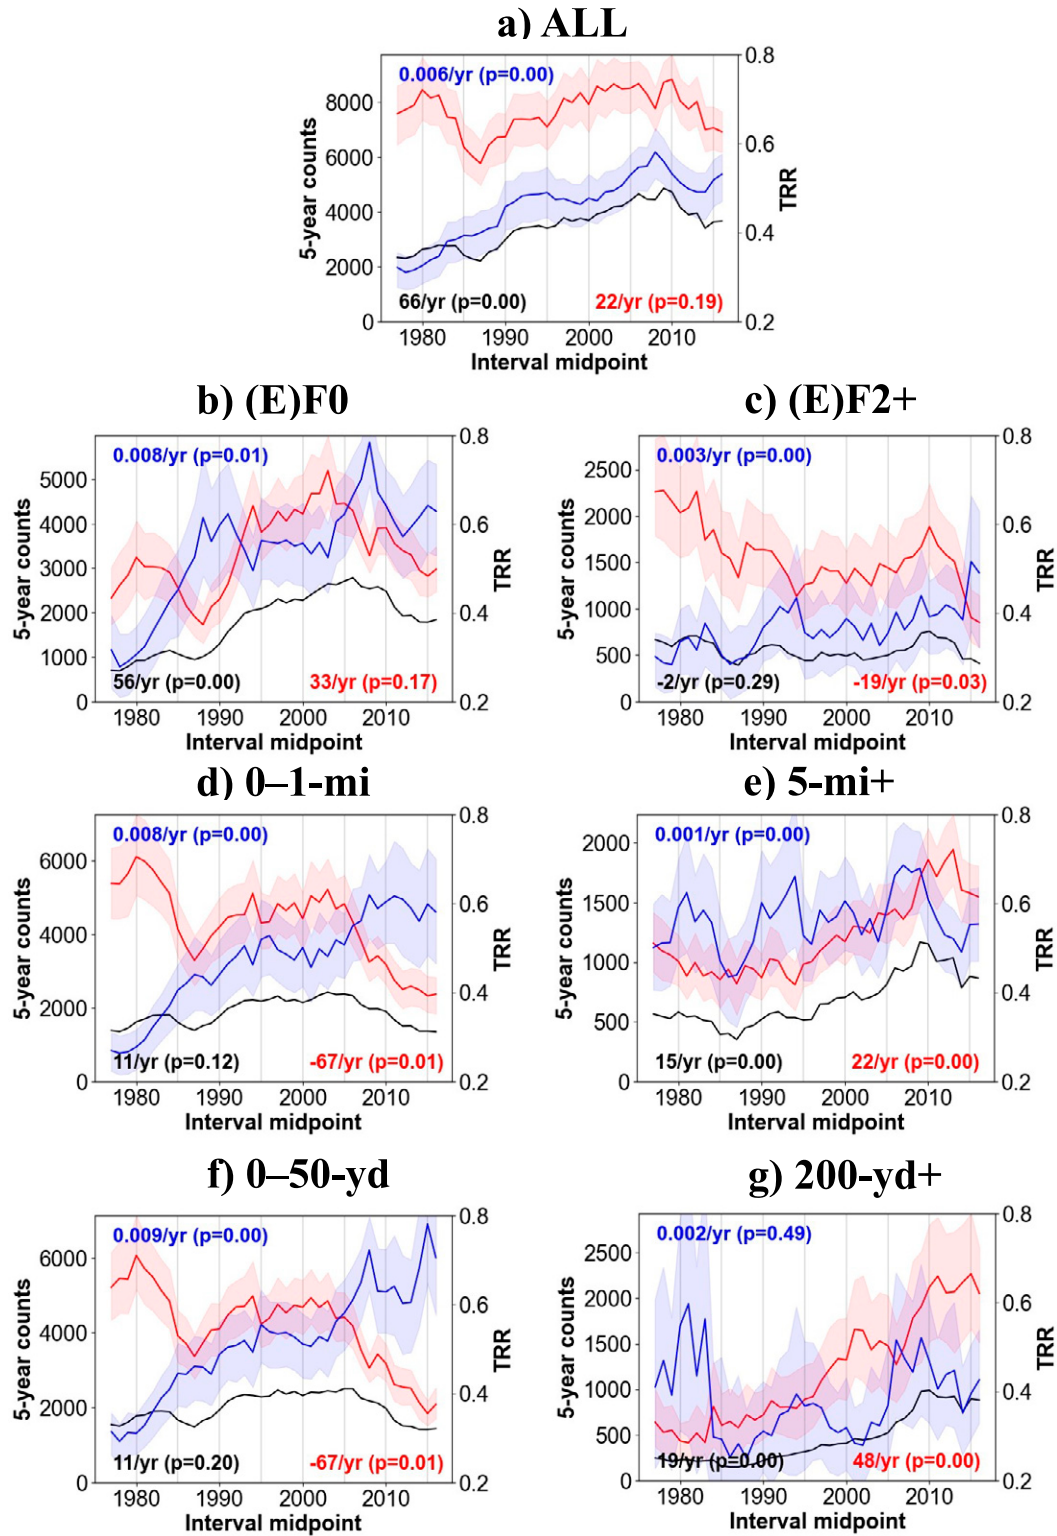 a) ALL
0.006/yr (p=0.00)
8000
6000
4000
2000
0
0.8
0.6
0.4
0.2
5-year counts
TRR
66/yr (p=0.00)
22/yr (p=0.19)
1980 1990 2000 2010
Interval midpoint
b) (E)F0
0.008/yr (p=0.01)
5000
4000
3000
2000
1000
0
0.8
0.6
0.4
0.2
5-year counts
TRR
56/yr (p=0.00)
33/yr (p=0.17)
1980 1990 2000 2010
Interval midpoint
c) (E)F2+
0.003/yr (p=0.00)
2500
2000
1500
1000
500
0
0.8
0.6
0.4
0.2
5-year counts
TRR
-2/yr (p=0.29)
-19/yr (p=0.03)
1980 1990 2000 2010
Interval midpoint
d) 0–1-mi
0.008/yr (p=0.00)
6000
4000
2000
0
0.8
0.6
0.4
0.2
5-year counts
TRR
11/yr (p=0.12)
-67/yr (p=0.01)
1980 1990 2000 2010
Interval midpoint
e) 5-mi+
0.001/yr (p=0.00)
2000
1500
1000
500
0
0.8
0.6
0.4
0.2
5-year counts
TRR
15/yr (p=0.00)
22/yr (p=0.00)
1980 1990 2000 2010
Interval midpoint
f) 0–50-yd
0.009/yr (p=0.00)
6000
4000
2000
0
0.8
0.6
0.4
0.2
5-year counts
TRR
11/yr (p=0.20)
-67/yr (p=0.01)
1980 1990 2000 2010
Interval midpoint
g) 200-yd+
0.002/yr (p=0.49)
2500
2000
1500
1000
500
0
0.8
0.6
0.4
0.2
5-year counts
TRR
19/yr (p=0.00)
48/yr (p=0.00)
1980 1990 2000 2010
Interval midpoint